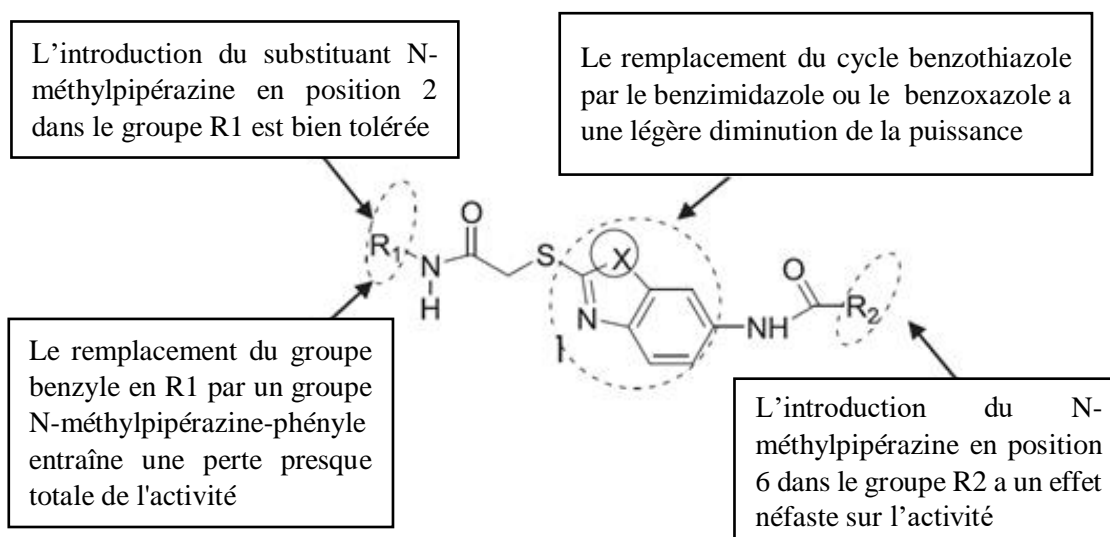 L'introduction du substituant N-
méthylpipérazine en position 2
dans le groupe R1 est bien tolérée
Le remplacement du cycle benzothiazole
par le benzimidazole ou le benzoxazole a
une légère diminution de la puissance
O
R1
N
H
S
X
N
O
NH
R2
Le remplacement du groupe
benzyle en R1 par un groupe
N-méthylpipérazine-phényle
entraîne une perte presque
totale de l'activité
L'introduction du N-
méthylpipérazine en position
6 dans le groupe R2 a un effet
néfaste sur l'activité